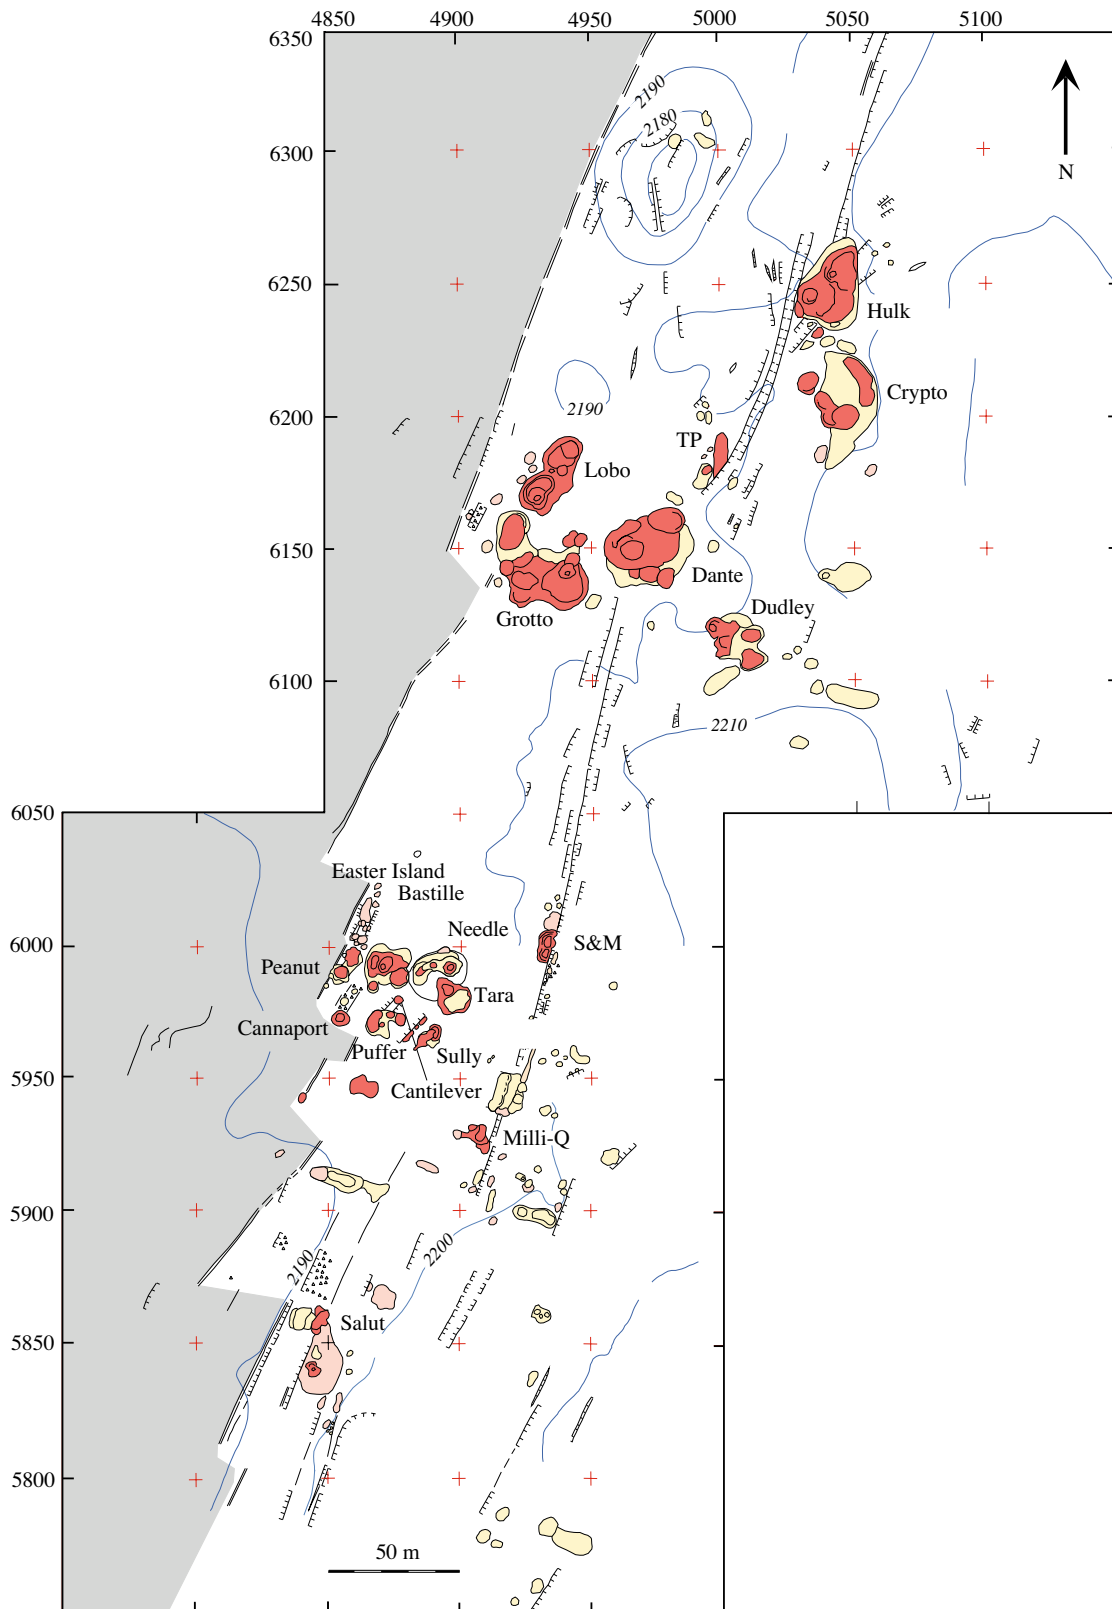 4850 4900 4950 5000 5050 5100
6350
2190
2180
6300
N
6250
Hulk
Crypto
2190
6200
TP
Lobo
6150
Dante
Dudley
Grotto
6100
2210
6050
Easter Island
Bastille
Needle
6000
S&M
Peanut
Tara
Cannaport
Puffer
Sully
5950
Cantilever
Milli-Q
5900
2200
2190
Salut
5850
5800
50 m